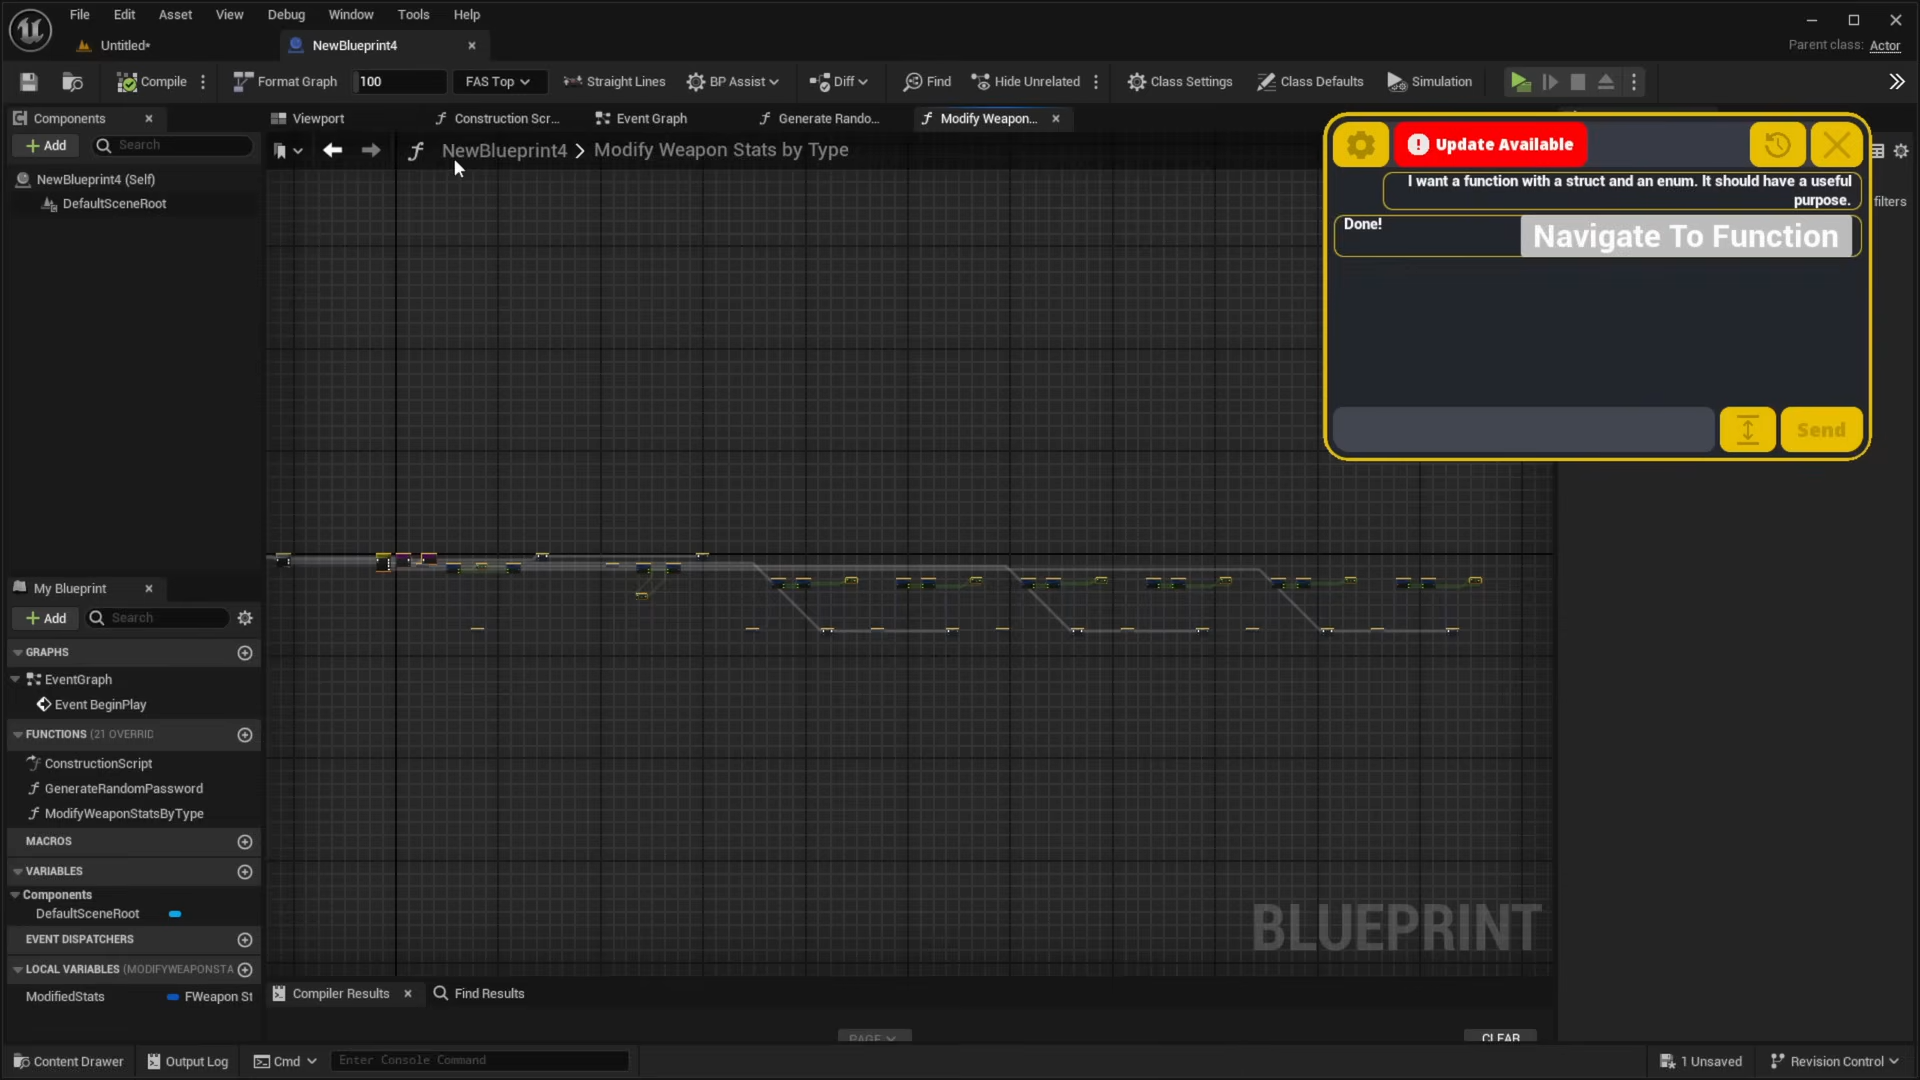 File Edit Asset View Debug Window Tools Help
Untitled*
NewBlueprint4
Parent class: Actor
Compile
Format Graph
100
FAS Top
Straight Lines
BP Assist
Diff
Find
Hide Unrelated
Class Settings
Class Defaults
Simulation
Components
Viewport
Construction Scr...
Event Graph
Generate Rando...
Modify Weapon...
Add
Search
NewBlueprint4 > Modify Weapon Stats by Type
NewBlueprint4 (Self)
DefaultSceneRoot
Update Available
I want a function with a struct and an enum. It should have a useful
purpose.
filters
Done!
Navigate To Function
Send
My Blueprint
Add
Search
GRAPHS
EventGraph
Event BeginPlay
FUNCTIONS (21 OVERRID
ConstructionScript
GenerateRandomPassword
ModifyWeaponStatsByType
MACROS
VARIABLES
Components
DefaultSceneRoot
EVENT DISPATCHERS
LOCAL VARIABLES (MODIFYWEAPONSTA
ModifiedStats
FWeapon St
BLUEPRINT
Compiler Results
Find Results
PAGE
CLEAR
Content Drawer
Output Log
Cmd
Enter Console Command
1 Unsaved
Revision Control